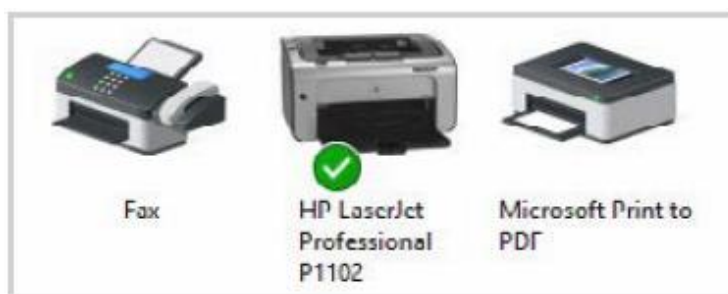 Fax
HP LaserJet
Professional
P1102
Microsoft Print to
PDF